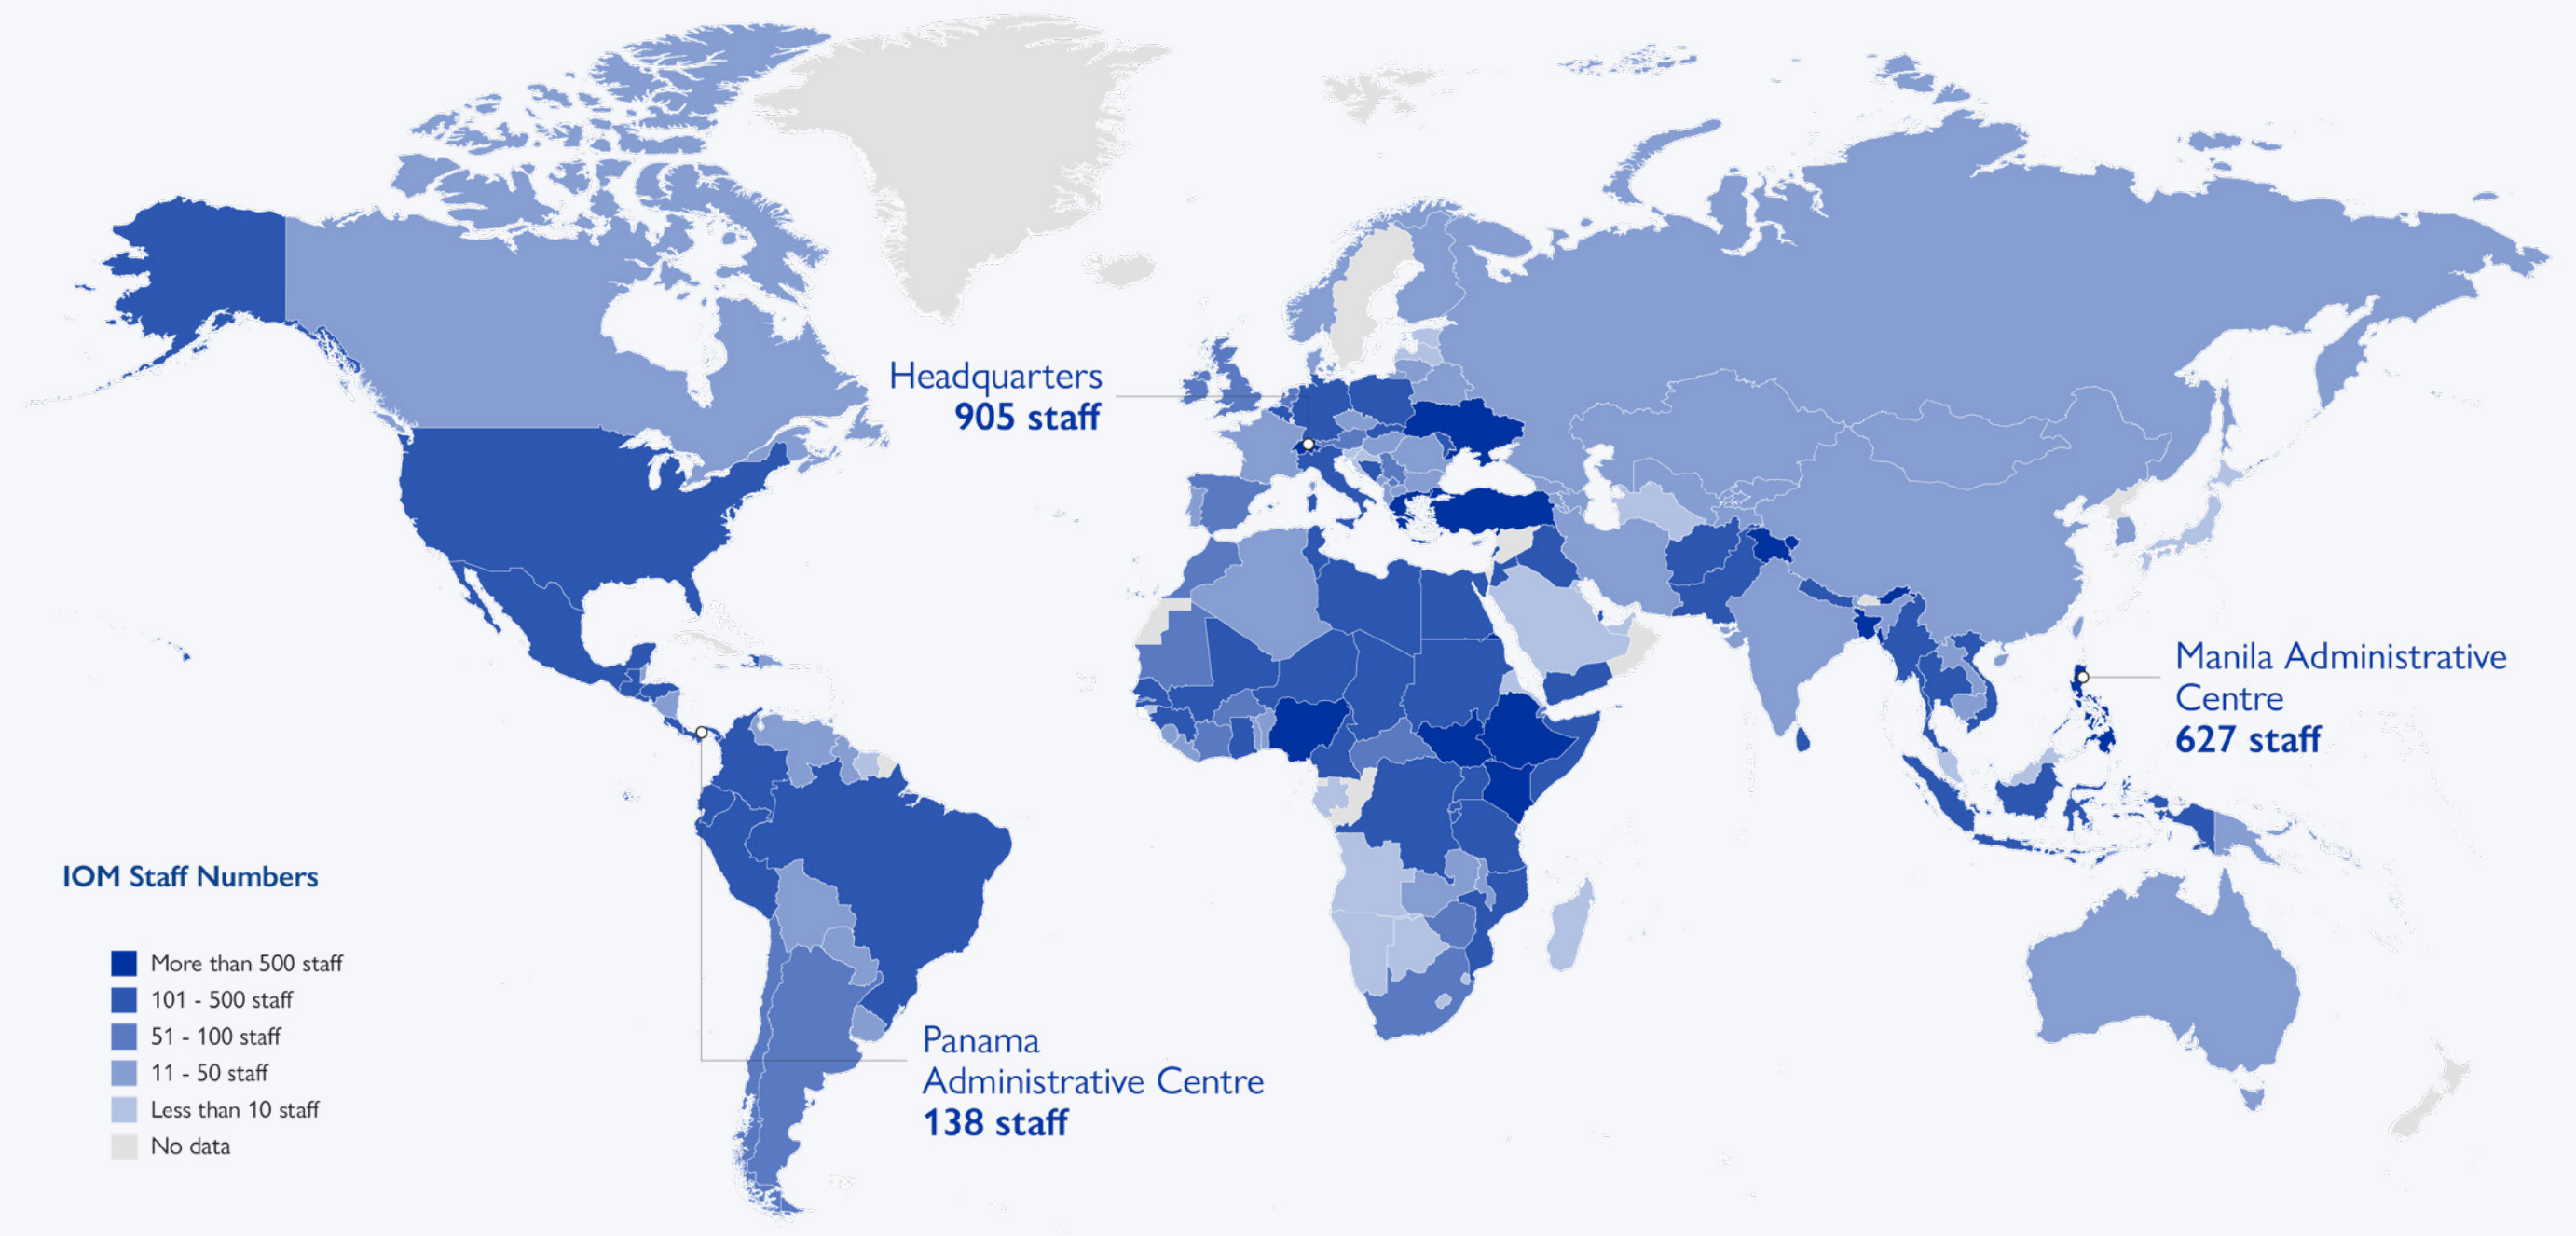 Headquarters
905 staff
Manila Administrative
Centre
627 staff
IOM Staff Numbers
More than 500 staff
101 - 500 staff
51 - 100 staff
11 - 50 staff
Less than 10 staff
No data
Panama
Administrative Centre
138 staff